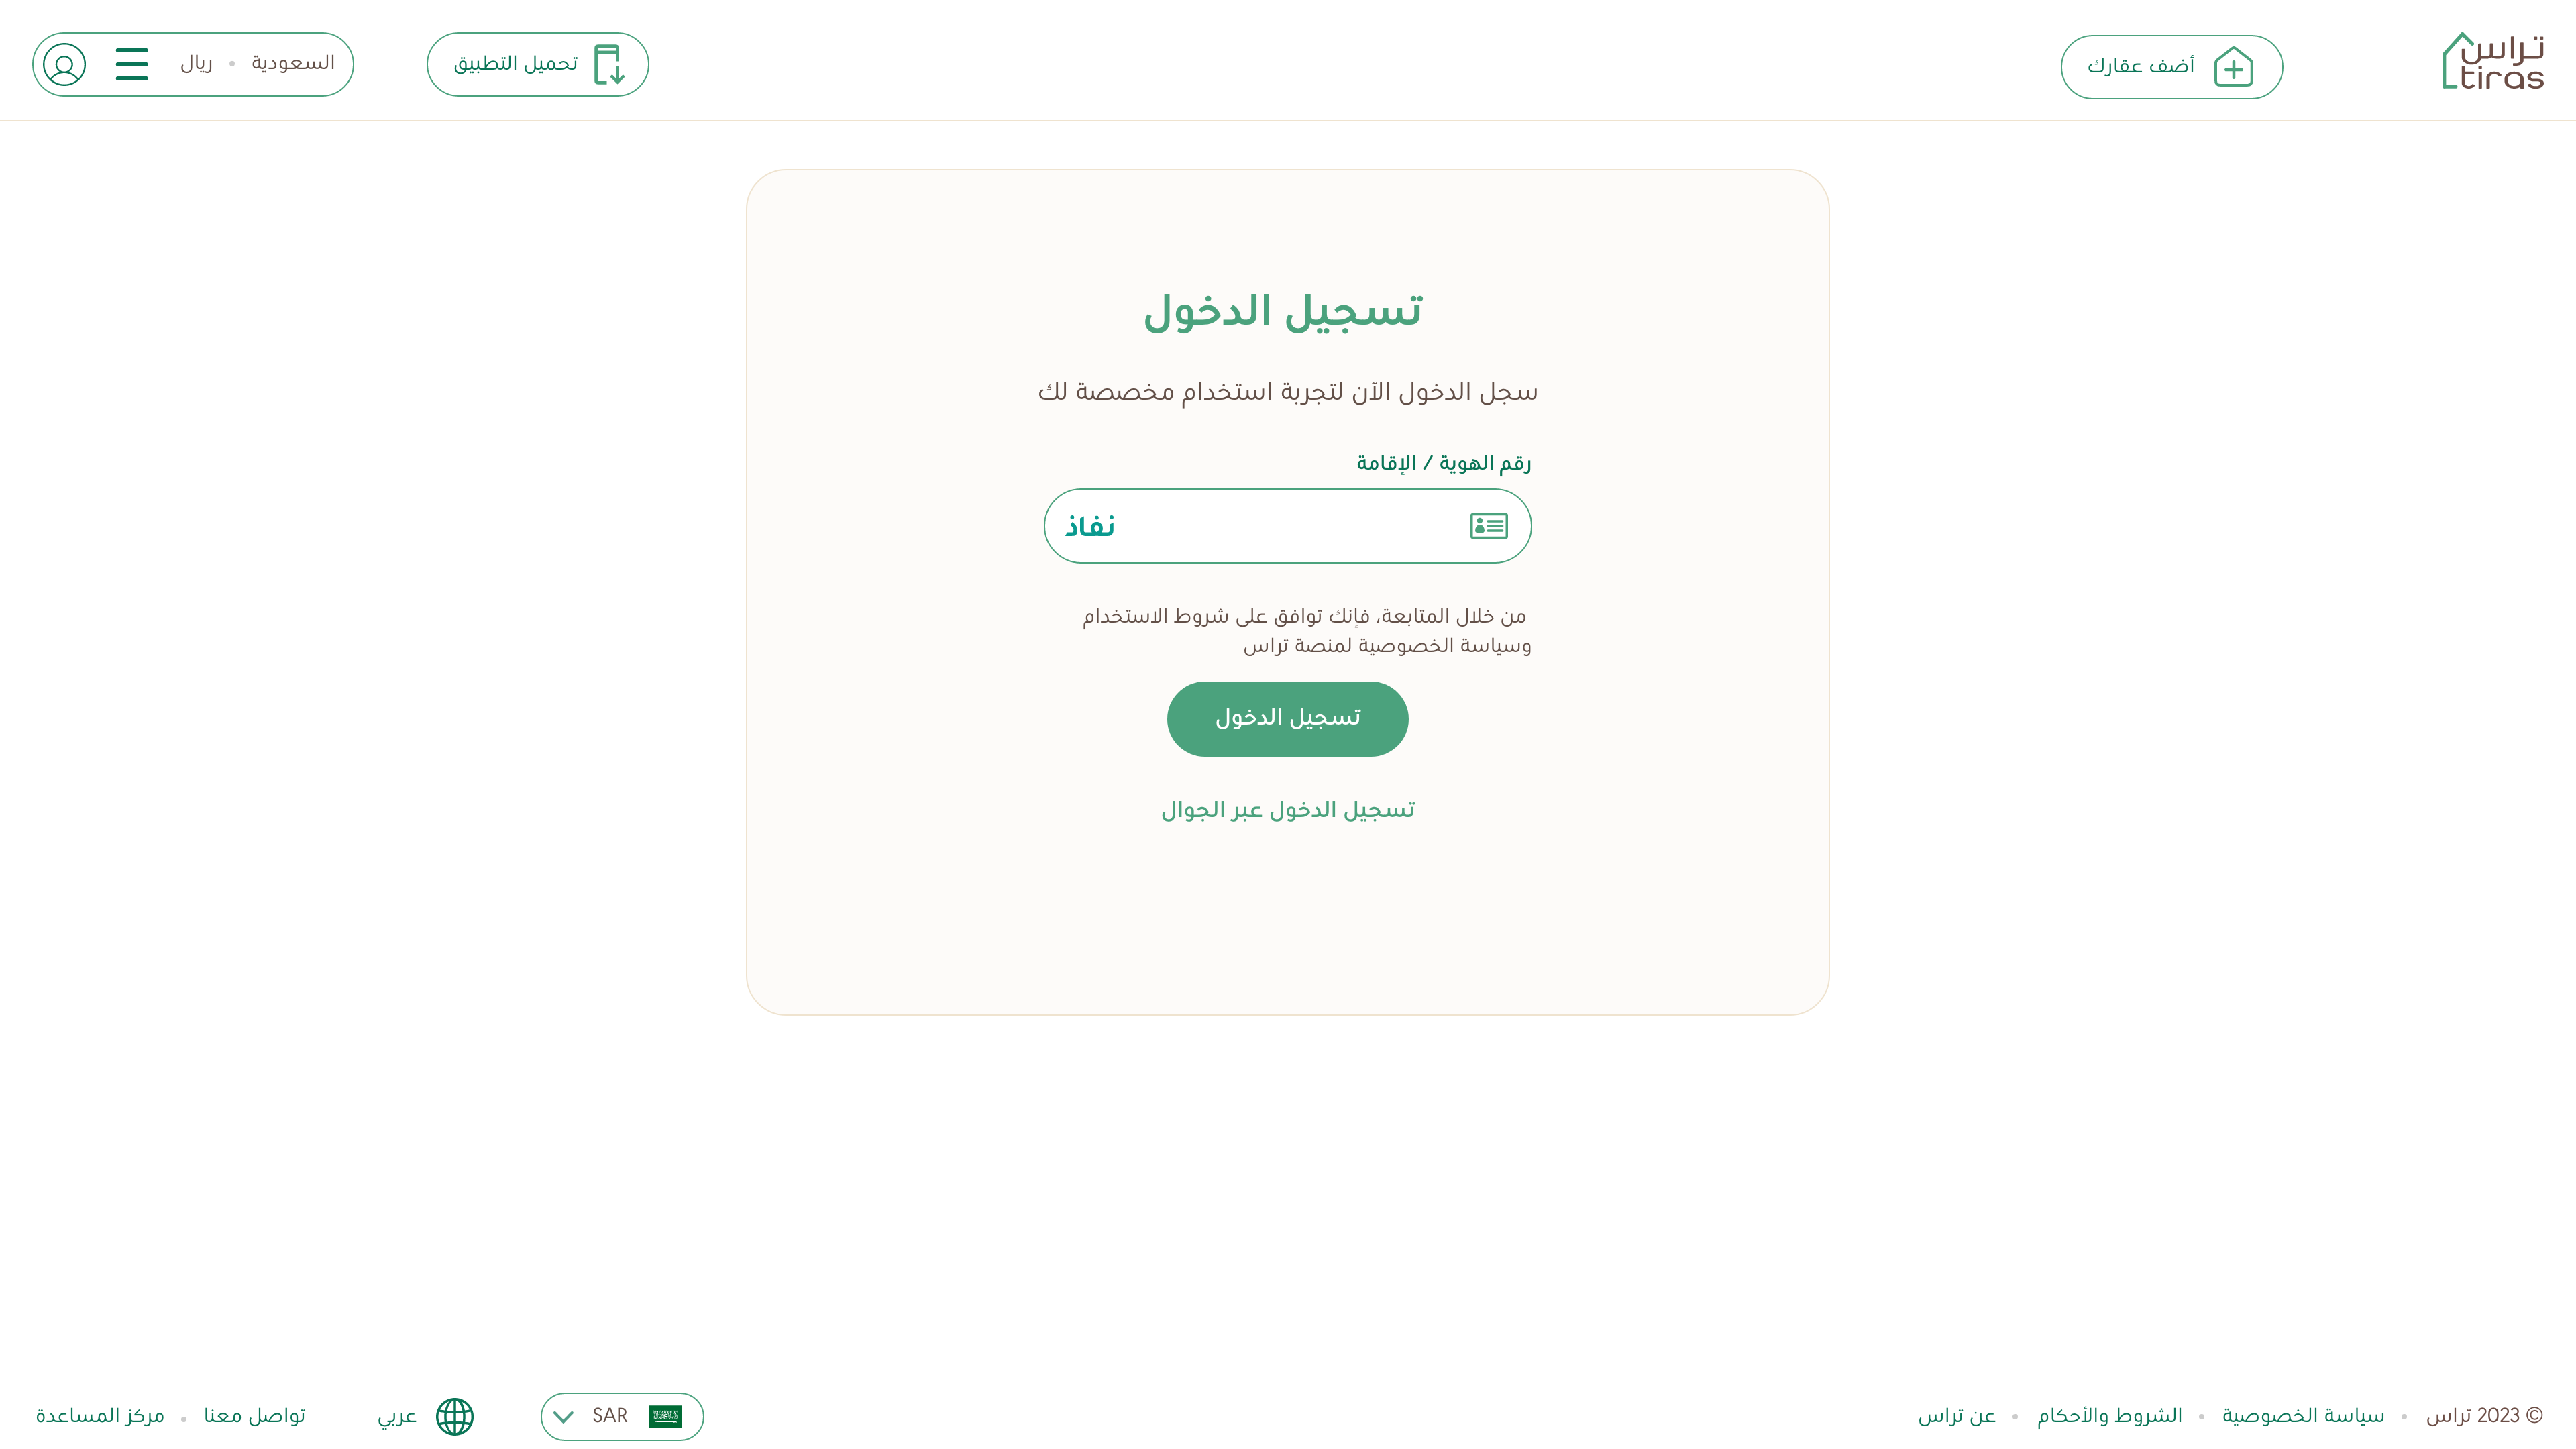 تراس
tiras
أضف عقارك
تحميل التطبيق
السعودية • ريال
تسجيل الدخول
سجل الدخول الآن لتجربة استخدام مخصصة لك
رقم الهوية / الإقامة
نفاذ
من خلال المتابعة، فإنك توافق على شروط الاستخدام
وسياسة الخصوصية لمنصة تراس
تسجيل الدخول
تسجيل الدخول عبر الجوال
© 2023 تراس • سياسة الخصوصية • الشروط والأحكام • عن تراس
SAR
عربي
تواصل معنا • مركز المساعدة